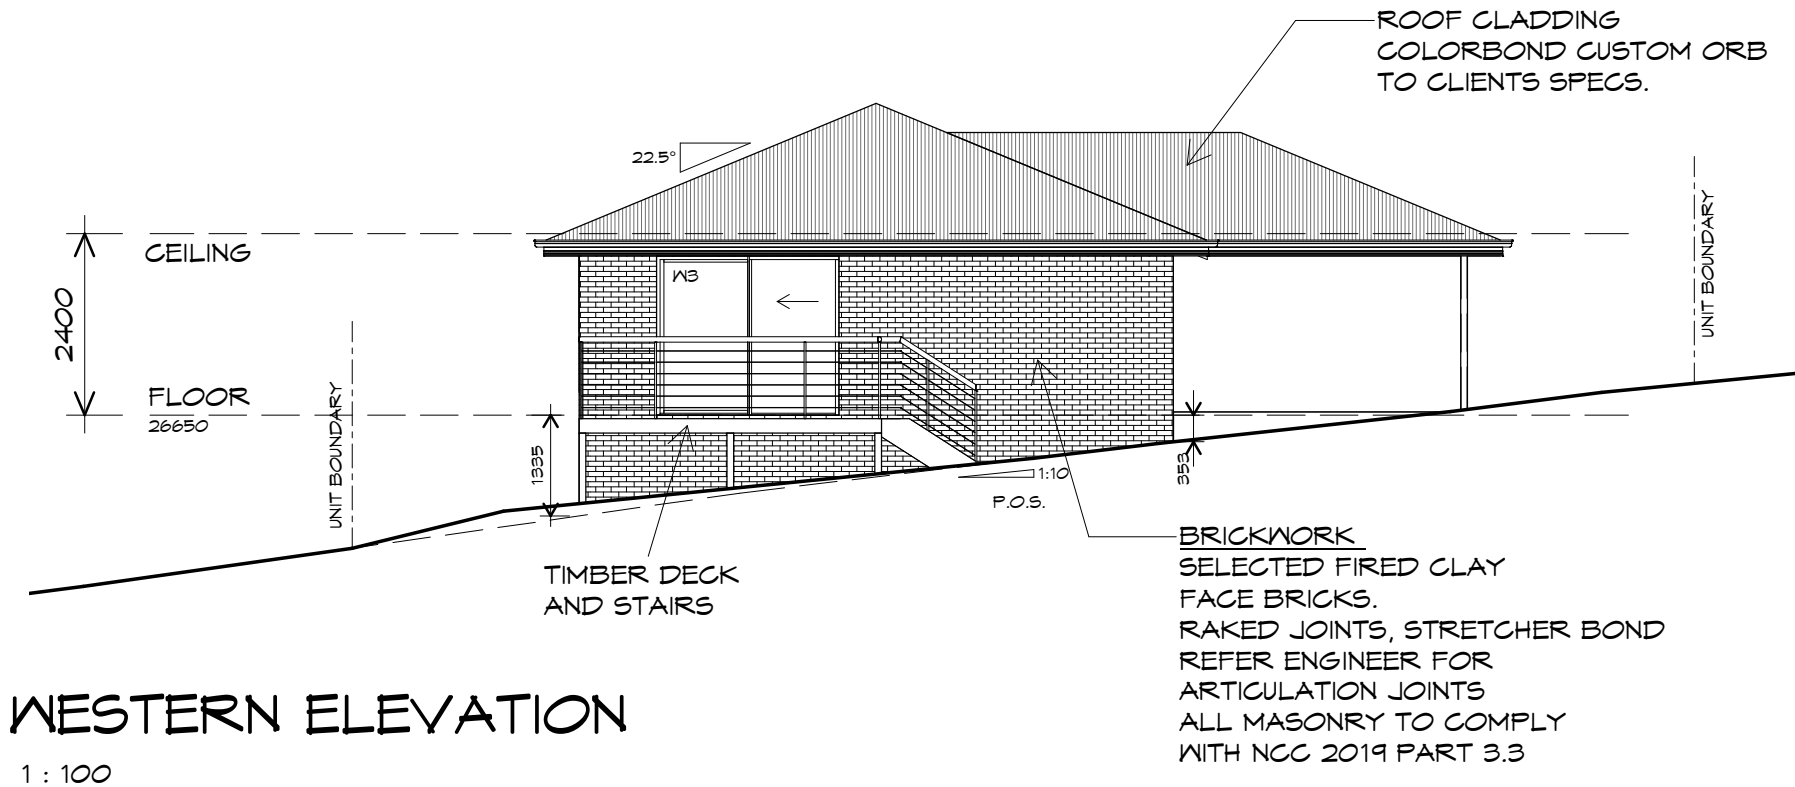 ROOF CLADDING
COLORBOND CUSTOM ORB
TO CLIENTS SPECS.
22.5°
CEILING
2400
FLOOR
26650
UNIT BOUNDARY
UNIT BOUNDARY
W3
1335
353
1:10
P.O.S.
TIMBER DECK
AND STAIRS
BRICKWORK
SELECTED FIRED CLAY
FACE BRICKS.
RAKED JOINTS, STRETCHER BOND
REFER ENGINEER FOR
ARTICULATION JOINTS
ALL MASONRY TO COMPLY
WITH NCC 2019 PART 3.3
WESTERN ELEVATION
1 : 100